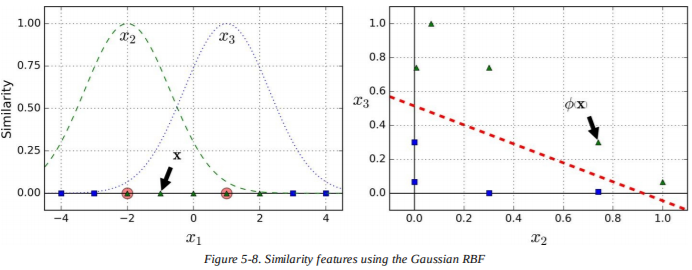 1.00
0.75
0.50
0.25
0.00
Similarity
x₂
x₃
x
−4 −2 0 2 4
x₁
1.0
0.8
0.6
0.4
0.2
0.0
x₃
ϕ(x)
0.0 0.2 0.4 0.6 0.8 1.0
x₂
Figure 5-8. Similarity features using the Gaussian RBF